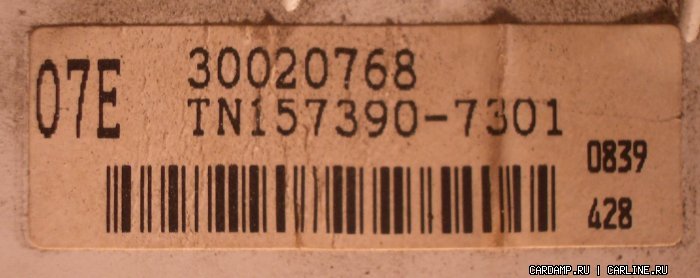 07E
30020768
TN157390-7301
0839
428
CARDAMP.RU | CARLINE.RU